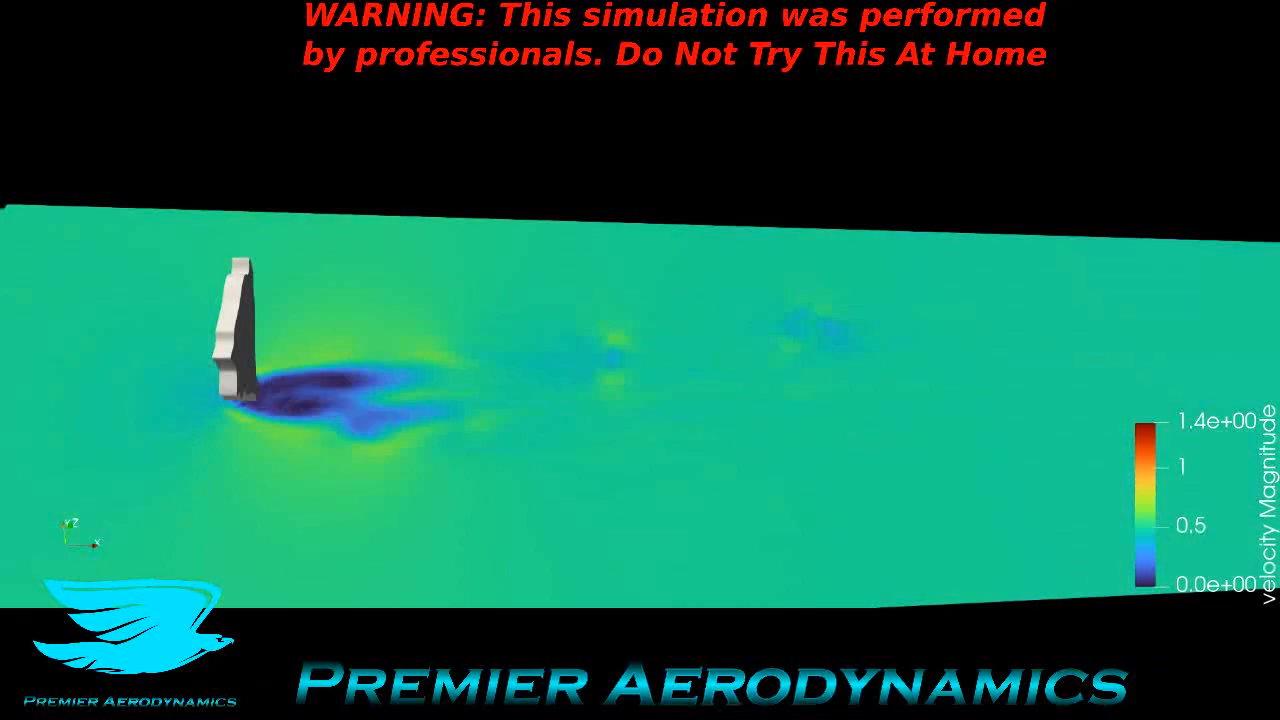 WARNING: This simulation was performed
by professionals. Do Not Try This At Home
1.4e+00
1
0.5
0.0e+00
velocity Magnitude
Y Z
X
PREMIER AERODYNAMICS
PREMIER AERODYNAMICS